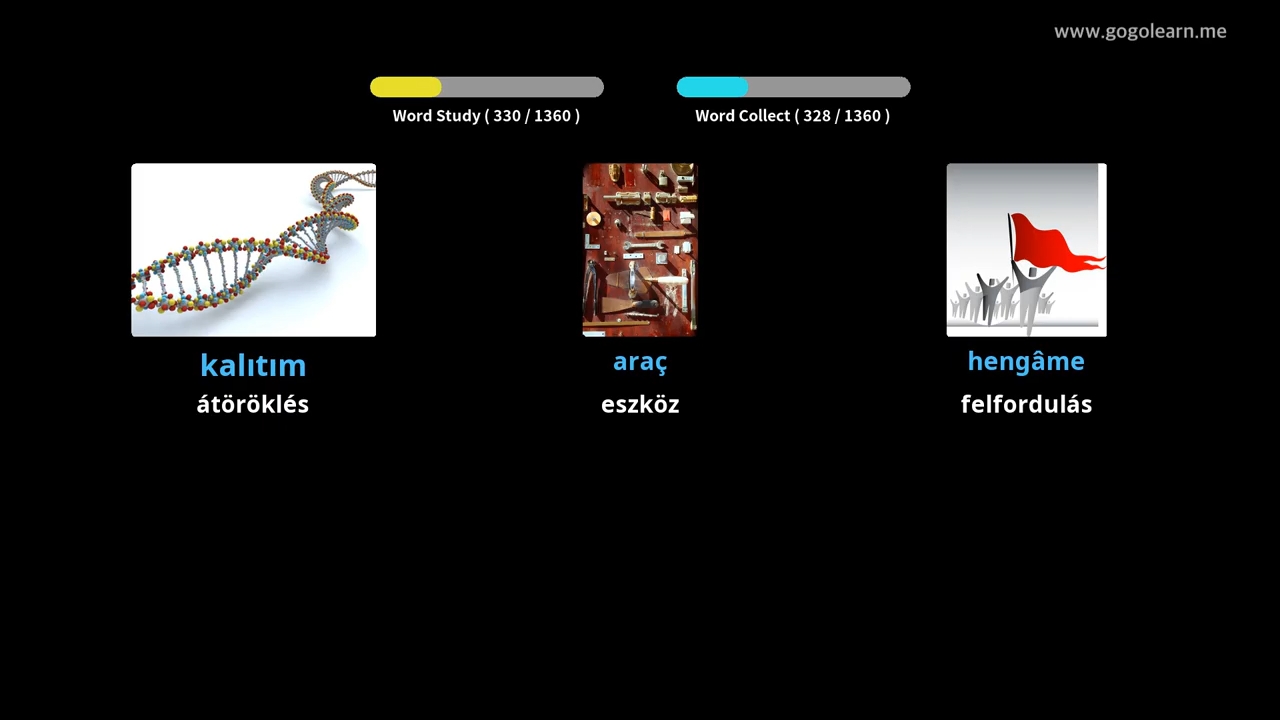 www.gogolearn.me
Word Study ( 330 / 1360 )
Word Collect ( 328 / 1360 )
kalıtım
átöröklés
araç
eszköz
hengâme
felfordulás